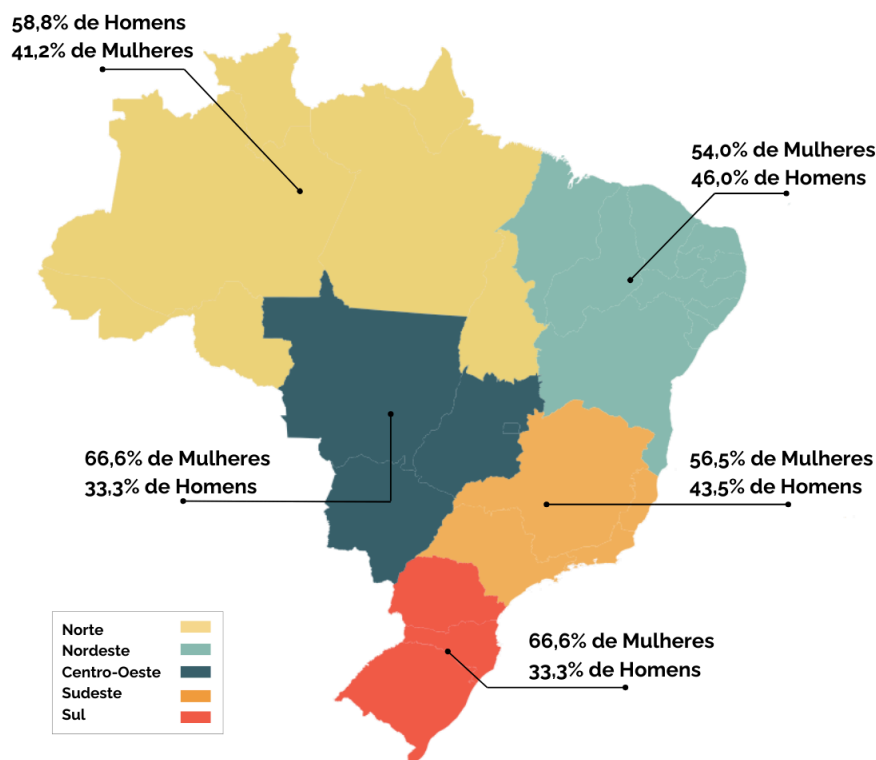 58,8% de Homens
41,2% de Mulheres
54,0% de Mulheres
46,0% de Homens
66,6% de Mulheres
33,3% de Homens
56,5% de Mulheres
43,5% de Homens
66,6% de Mulheres
33,3% de Homens
Norte
Nordeste
Centro-Oeste
Sudeste
Sul